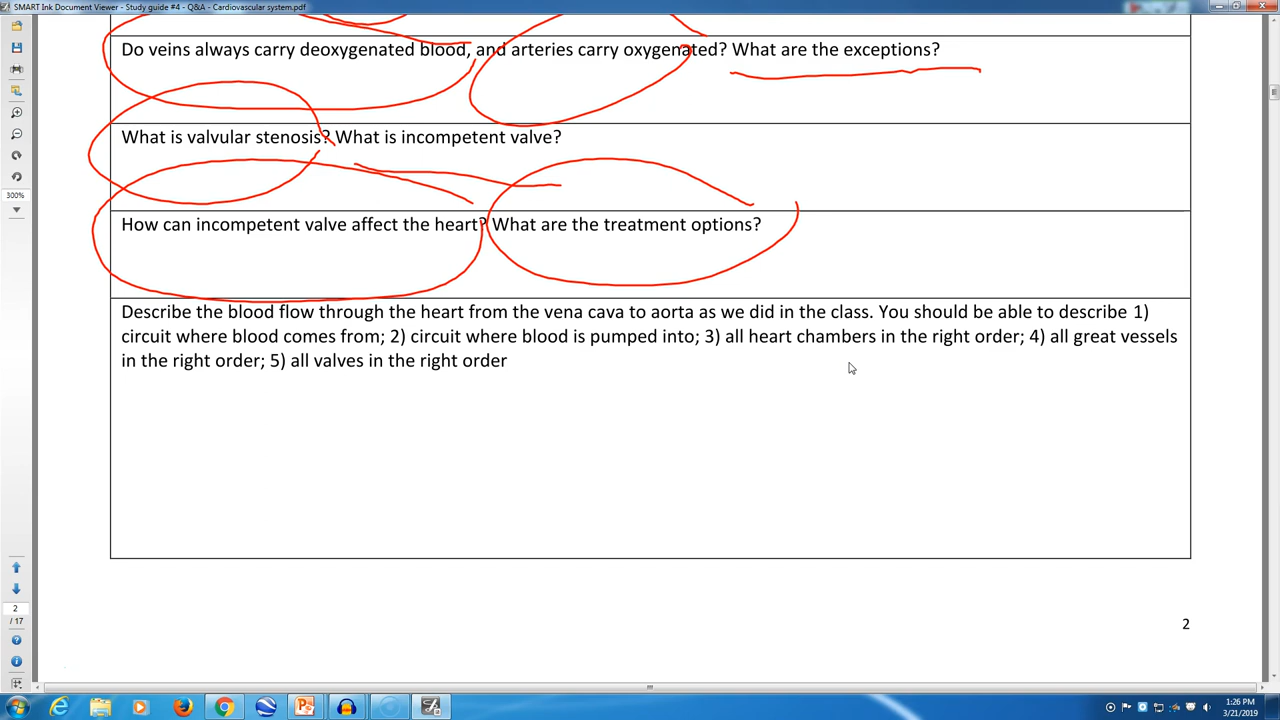 SMART Ink Document Viewer - Study guide #4 - Q&A - Cardiovascular system.pdf
Do veins always carry deoxygenated blood, and arteries carry oxygenated? What are the exceptions?
What is valvular stenosis? What is incompetent valve?
300%
How can incompetent valve affect the heart? What are the treatment options?
Describe the blood flow through the heart from the vena cava to aorta as we did in the class. You should be able to describe 1)
circuit where blood comes from; 2) circuit where blood is pumped into; 3) all heart chambers in the right order; 4) all great vessels
in the right order; 5) all valves in the right order
2
/ 17
2
1:26 PM
3/21/2019